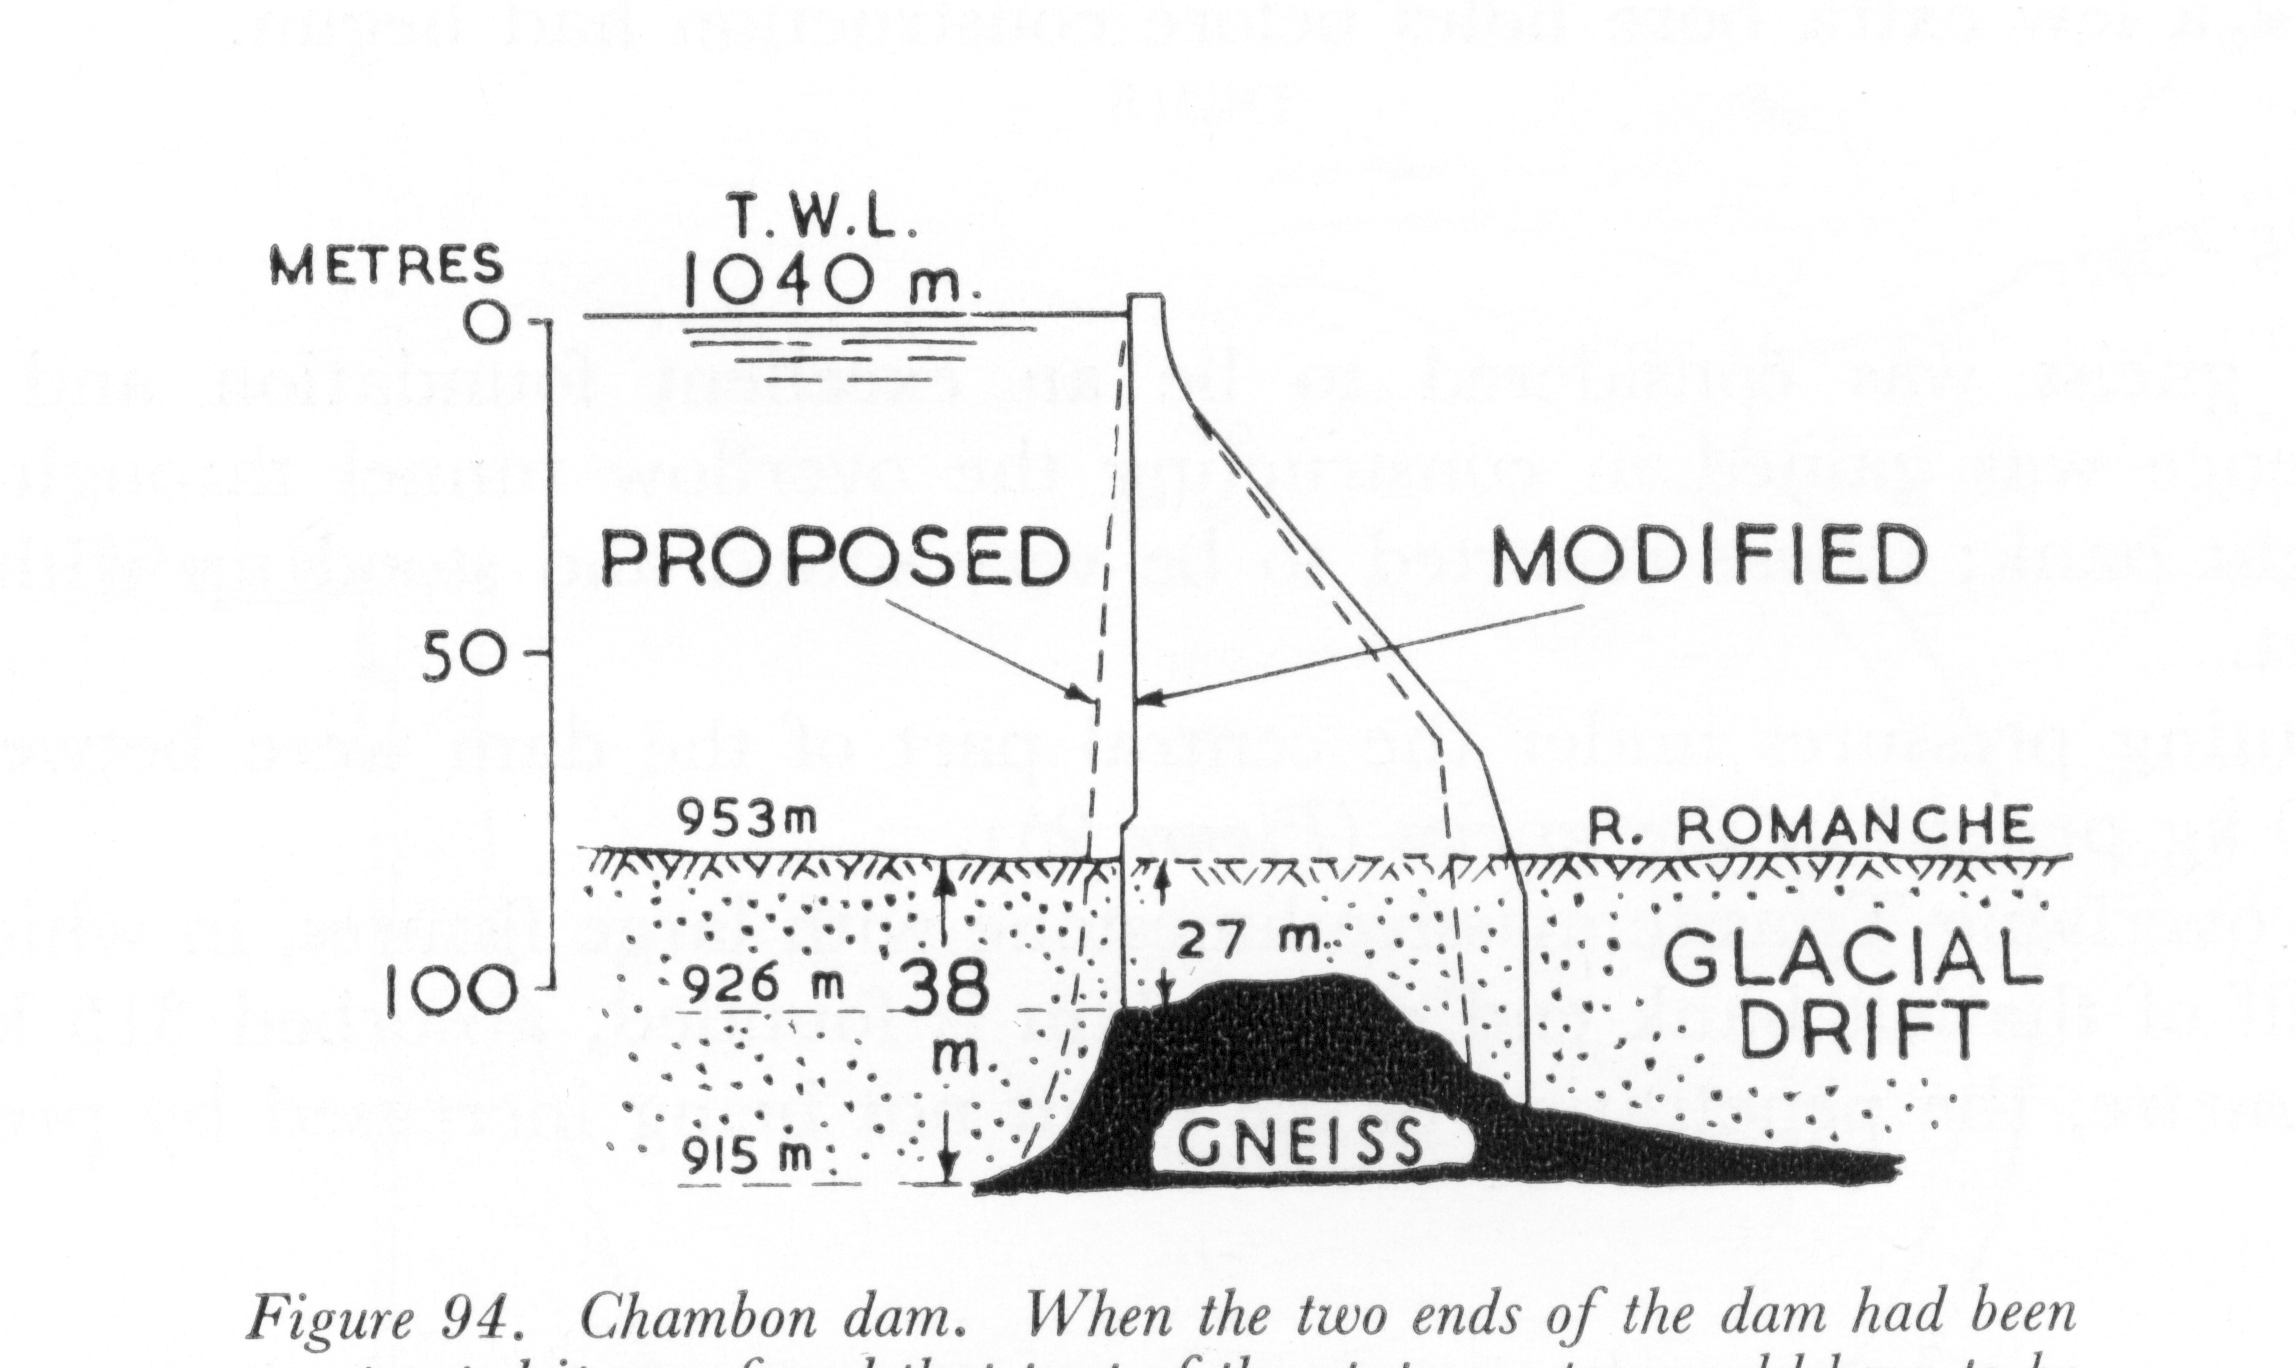 T.W.L.
METRES
1040 m.
0
PROPOSED
MODIFIED
50
953m
R. ROMANCHE
27 m.
GLACIAL
926 m
38
100
DRIFT
m.
GNEISS
915 m
Figure 94. Chambon dam. When the two ends of the dam had been